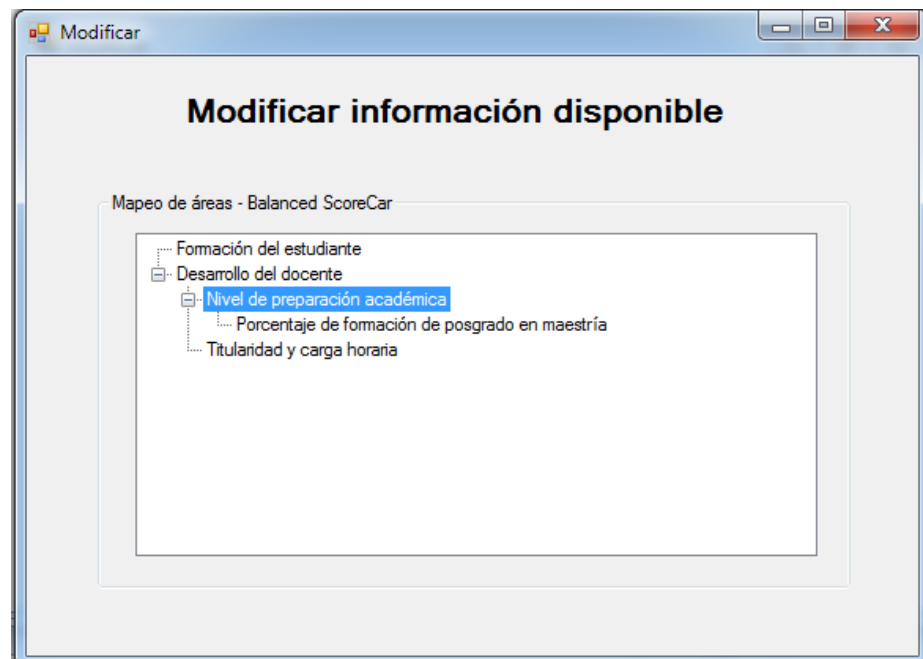 Modificar
Modificar información disponible
Mapeo de áreas - Balanced ScoreCar
Formación del estudiante
Desarrollo del docente
Nivel de preparación académica
Porcentaje de formación de posgrado en maestría
Titularidad y carga horaria